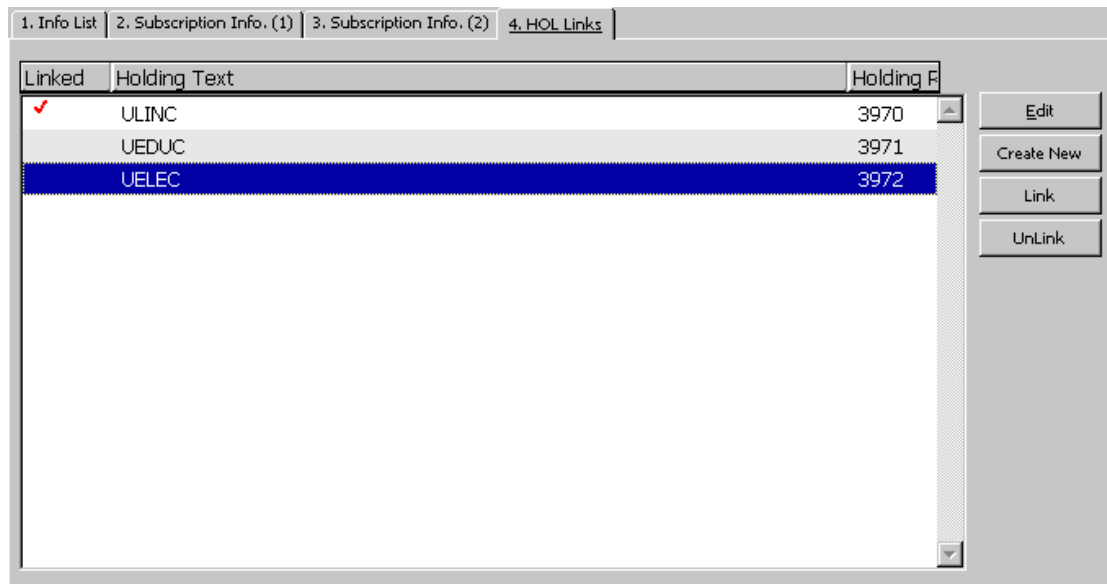 1. Info List 2. Subscription Info. (1) 3. Subscription Info. (2) 4. HOL Links
Linked Holding Text Holding
ULINC 3970
UEDUC 3971
UELEC 3972
Edit
Create New
Link
UnLink